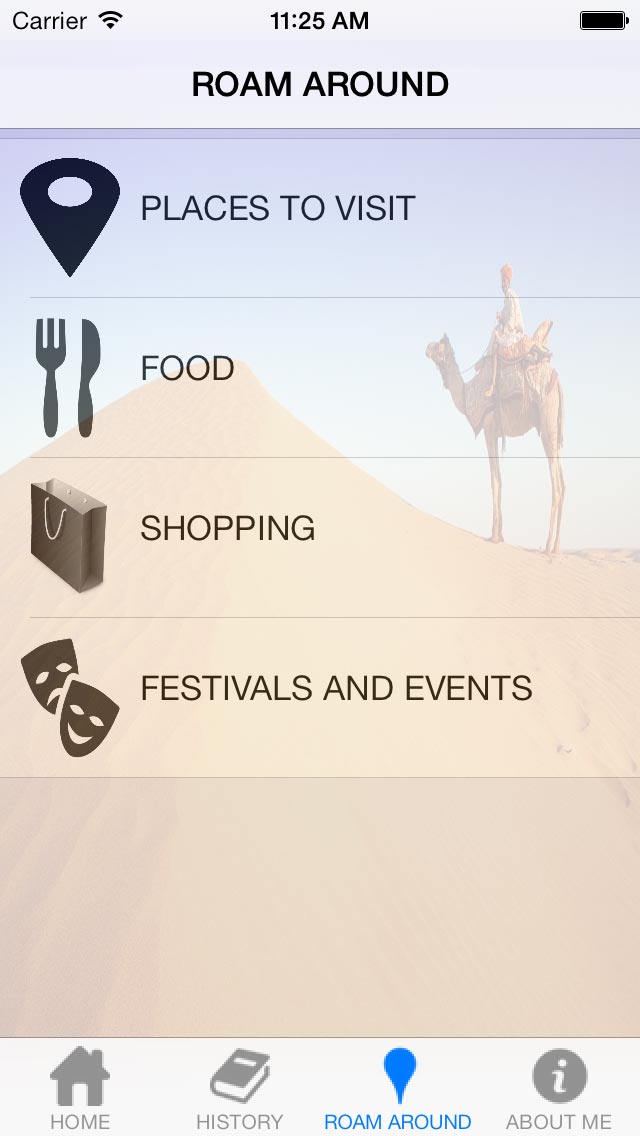 Carrier 11:25 AM
ROAM AROUND
PLACES TO VISIT
FOOD
SHOPPING
FESTIVALS AND EVENTS
HOME HISTORY ROAM AROUND ABOUT ME